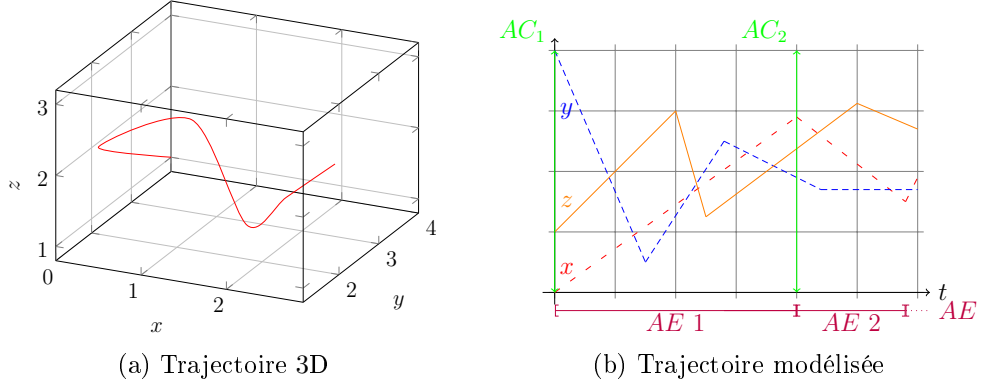 3
2
1
z
0
1
2
x
2
3
4
y
AC₁
AC₂
y
z
x
t
AE 1
AE 2
AE
(a) Trajectoire 3D
(b) Trajectoire modélisée